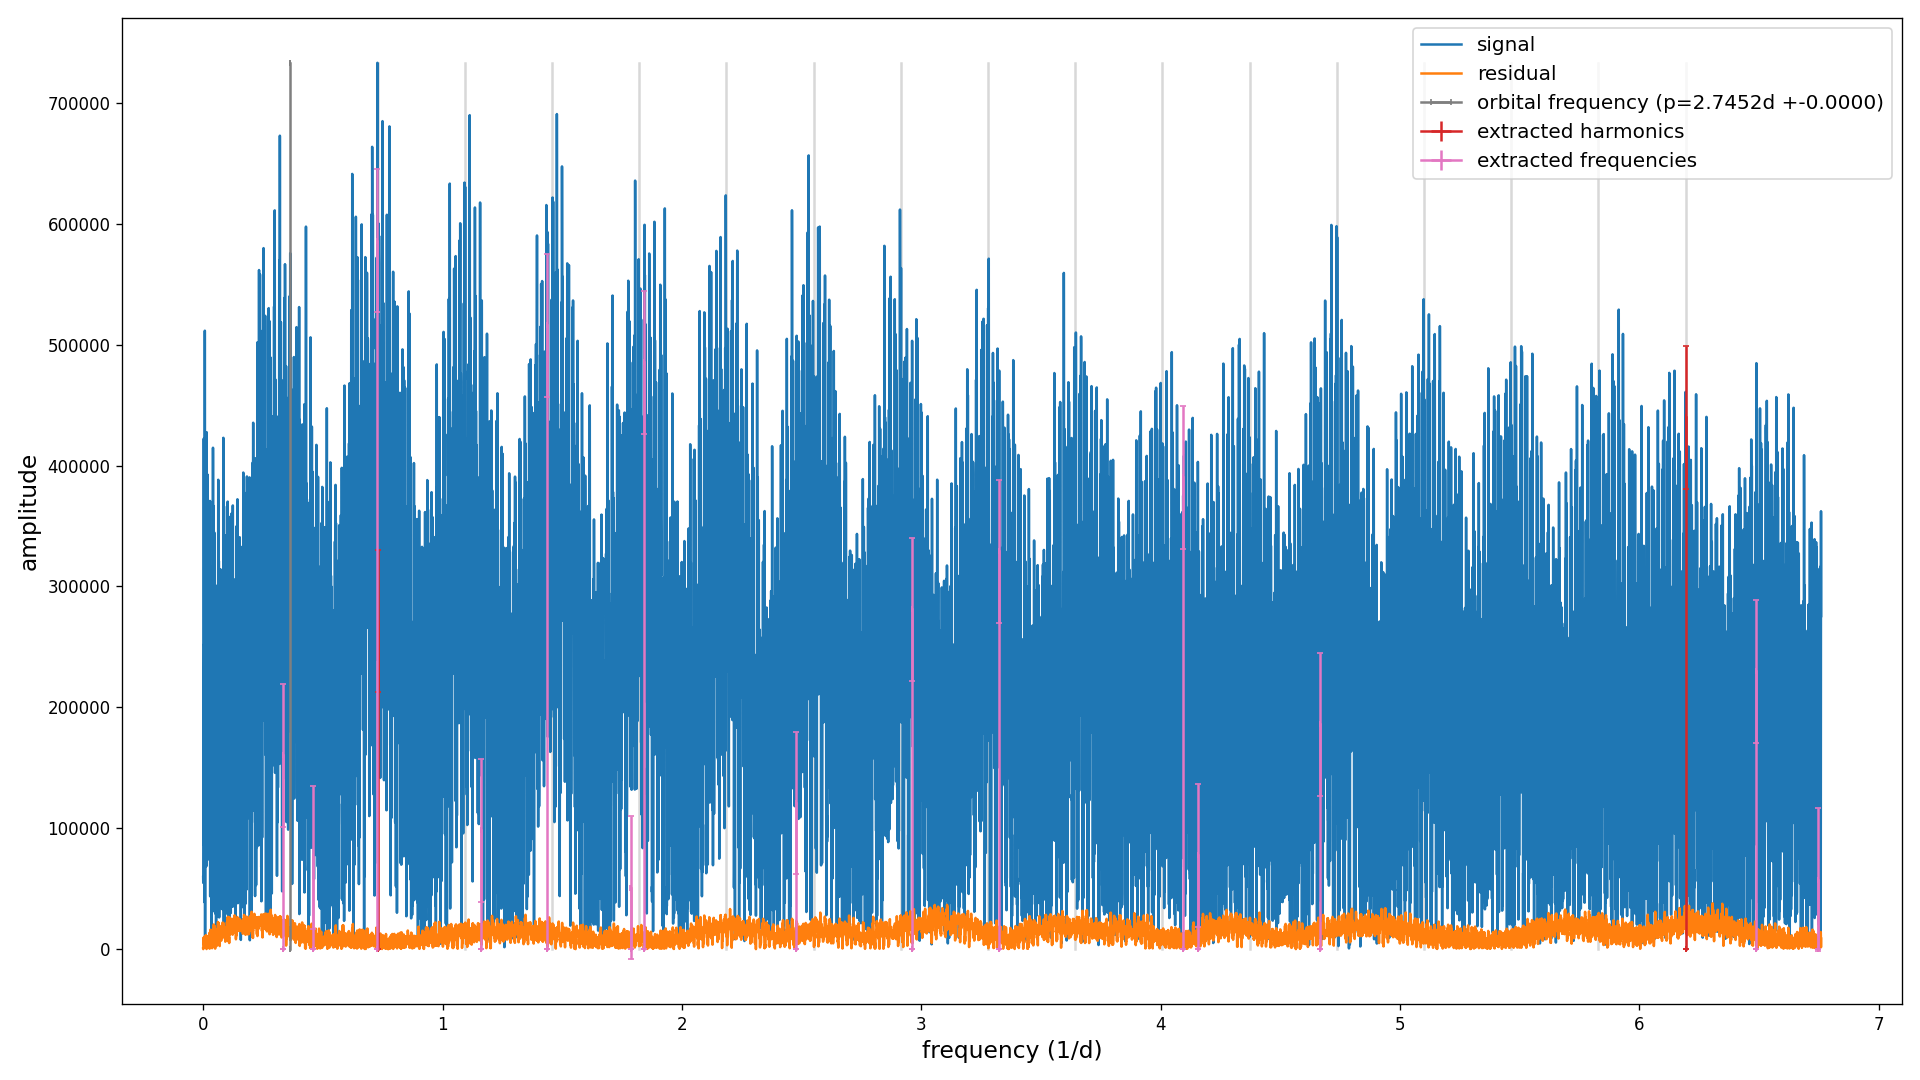 signal
residual
orbital frequency (p=2.7452d +-0.0000)
extracted harmonics
extracted frequencies
amplitude
700000
600000
500000
400000
300000
200000
100000
0
0 1 2 3 4 5 6 7
frequency (1/d)